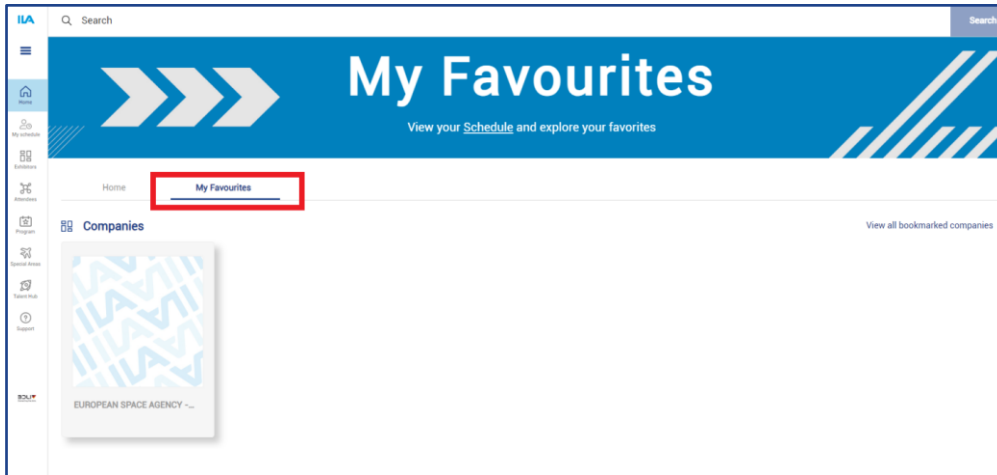 ILA
Search
Search
My Favourites
View your Schedule and explore your favorites
Home
My schedule
Exhibitors
Attendees
Program
Special Areas
Talent Hub
Support
Home
My Favourites
Companies
View all bookmarked companies
EUROPEAN SPACE AGENCY -...